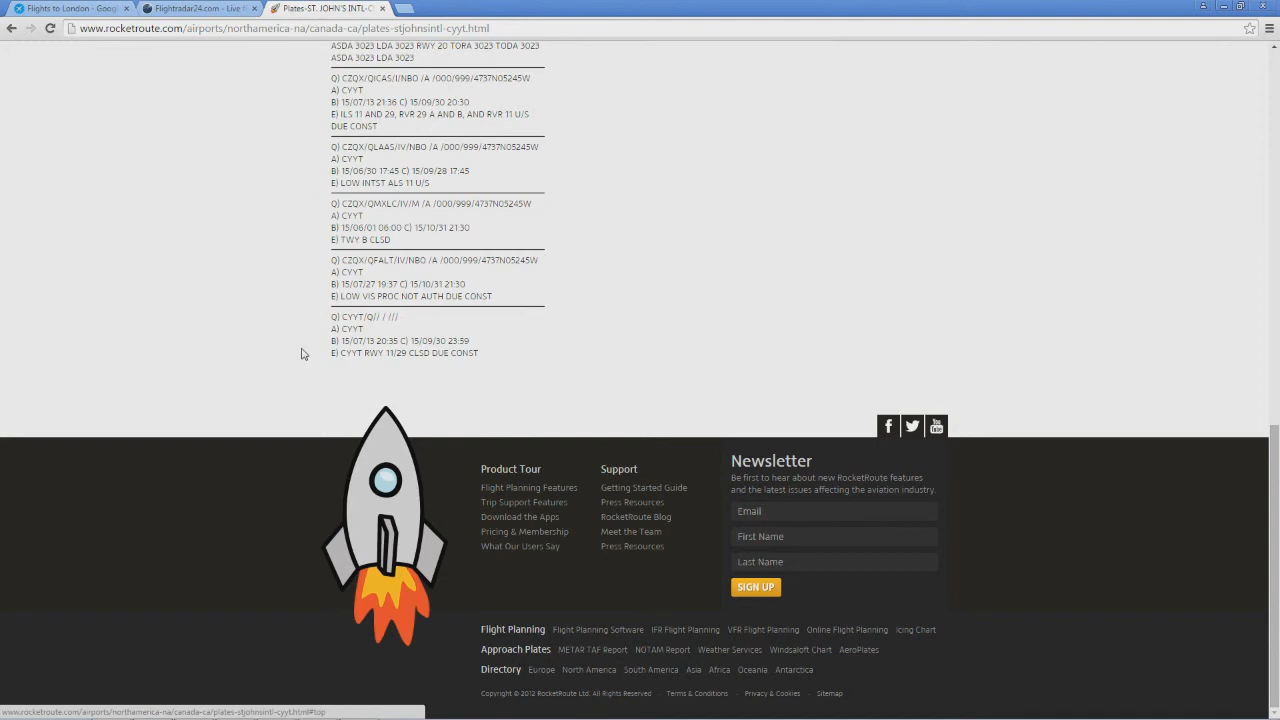 Flights to London - Googl
Flightradar24.com - Live f
Plates-ST. JOHN'S INTL-C
www.rocketroute.com/airports/northamerica-na/canada-ca/plates-stjohnsintl-cyyt.html
ASDA 3023 LDA 3023 RWY 20 TORA 3023 TODA 3023
ASDA 3023 LDA 3023
Q) CZQX/QICAS/I/NBO /A /000/999/4737N05245W
A) CYYT
B) 15/07/13 21:36 C) 15/09/30 20:30
E) ILS 11 AND 29, RVR 29 A AND B, AND RVR 11 U/S
DUE CONST
Q) CZQX/QLAAS/IV/NBO /A /000/999/4737N05245W
A) CYYT
B) 15/06/30 17:45 C) 15/09/28 17:45
E) LOW INTST ALS 11 U/S
Q) CZQX/QMXLC/IV/M /A /000/999/4737N05245W
A) CYYT
B) 15/06/01 06:00 C) 15/10/31 21:30
E) TWY B CLSD
Q) CZQX/QFALT/IV/NBO /A /000/999/4737N05245W
A) CYYT
B) 15/07/27 19:37 C) 15/10/31 21:30
E) LOW VIS PROC NOT AUTH DUE CONST
Q) CYYT/Q// / ///
A) CYYT
B) 15/07/13 20:35 C) 15/09/30 23:59
E) CYYT RWY 11/29 CLSD DUE CONST
f
You Tube
Product Tour
Flight Planning Features
Trip Support Features
Download the Apps
Pricing & Membership
What Our Users Say
Support
Getting Started Guide
Press Resources
RocketRoute Blog
Meet the Team
Press Resources
Newsletter
Be first to hear about new RocketRoute features
and the latest issues affecting the aviation industry.
Email
First Name
Last Name
SIGN UP
Flight Planning Flight Planning Software IFR Flight Planning VFR Flight Planning Online Flight Planning Icing Chart
Approach Plates METAR TAF Report NOTAM Report Weather Services Windsaloft Chart AeroPlates
Directory Europe North America South America Asia Africa Oceania Antarctica
Copyright © 2012 RocketRoute Ltd. All Rights Reserved - Terms & Conditions - Privacy & Cookies - Sitemap
www.rocketroute.com/airports/northamerica-na/canada-ca/plates-stjohnsintl-cyyt.html#top